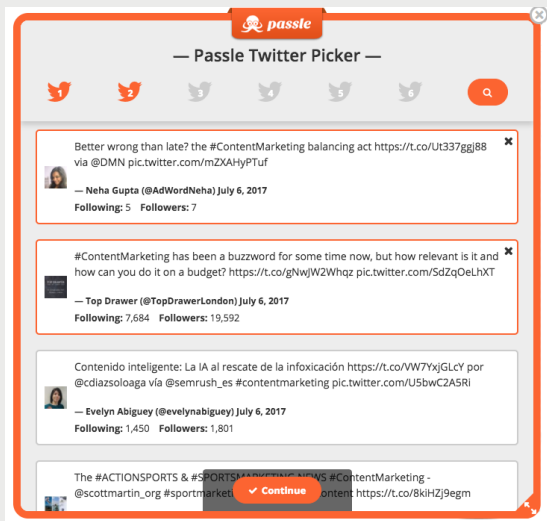 passle
— Passle Twitter Picker —
1 2 3 4 5 6
Better wrong than late? the #ContentMarketing balancing act https://t.co/Ut337ggj88
via @DMN pic.twitter.com/mZXAHyPTuf
— Neha Gupta (@AdWordNeha) July 6, 2017
Following: 5 Followers: 7
#ContentMarketing has been a buzzword for some time now, but how relevant is it and
how can you do it on a budget? https://t.co/gNwJW2Whqz pic.twitter.com/SdZqOeLhXT
— Top Drawer (@TopDrawerLondon) July 6, 2017
Following: 7,684 Followers: 19,592
Contenido inteligente: La IA al rescate de la infoxicación https://t.co/VW7YxjGLcY por
@cdiazsoloaga vía @semrush_es #contentmarketing pic.twitter.com/U5bwC2A5Ri
— Evelyn Abiguey (@evelynabiguey) July 6, 2017
Following: 1,450 Followers: 1,801
The #ACTIONSPORTS & #SPORTSMARKETING NEWS #ContentMarketing -
@scottmartin_org #sportmarketi ontent https://t.co/8kiHZj9egm
Continue